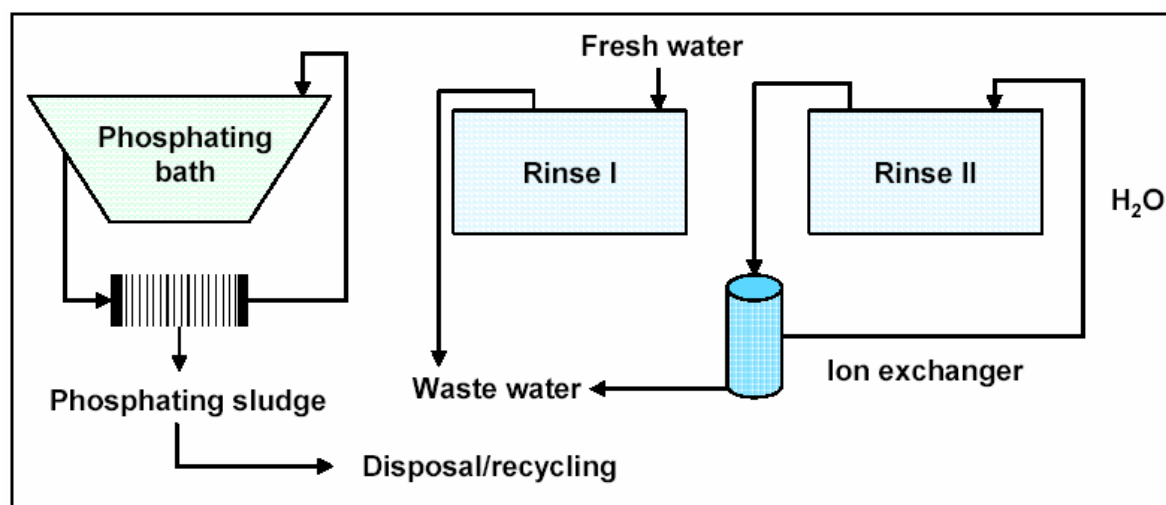 Fresh water
Phosphating
bath
Rinse I
Rinse II
H₂O
Ion exchanger
Waste water
Phosphating sludge
Disposal/recycling